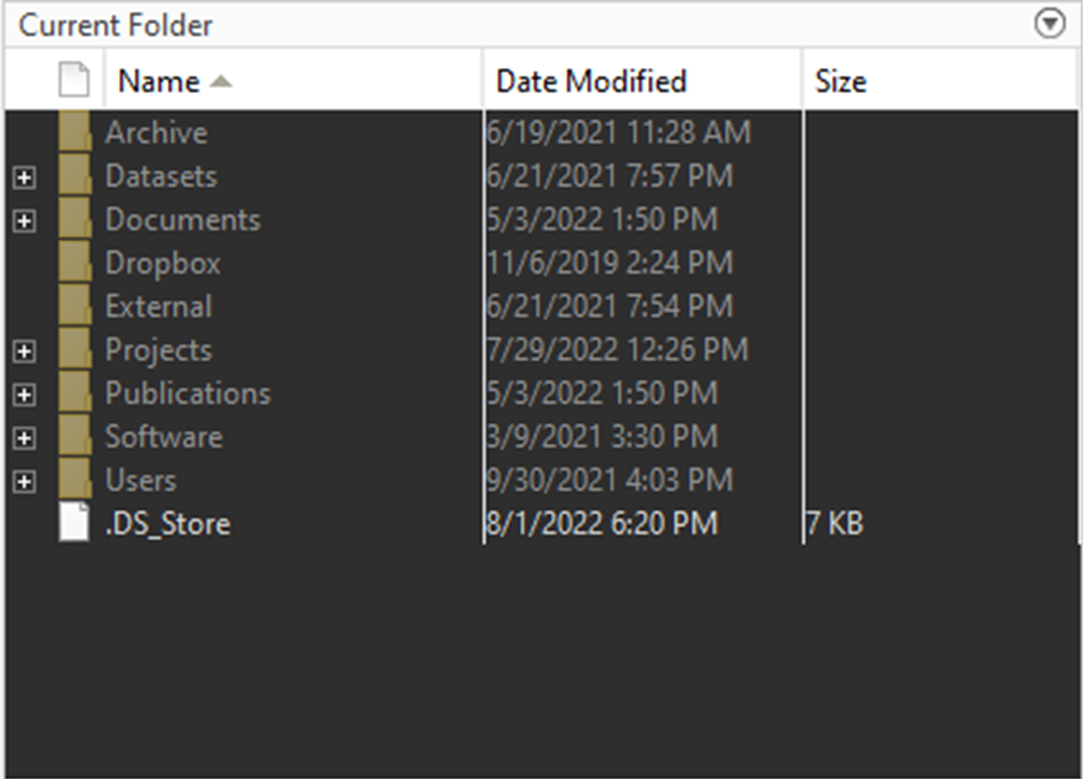 Current Folder
Name Date Modified Size
Archive 6/19/2021 11:28 AM
Datasets 6/21/2021 7:57 PM
Documents 5/3/2022 1:50 PM
Dropbox 11/6/2019 2:24 PM
External 6/21/2021 7:54 PM
Projects 7/29/2022 12:26 PM
Publications 5/3/2022 1:50 PM
Software 3/9/2021 3:30 PM
Users 9/30/2021 4:03 PM
.DS_Store 8/1/2022 6:20 PM 7 KB